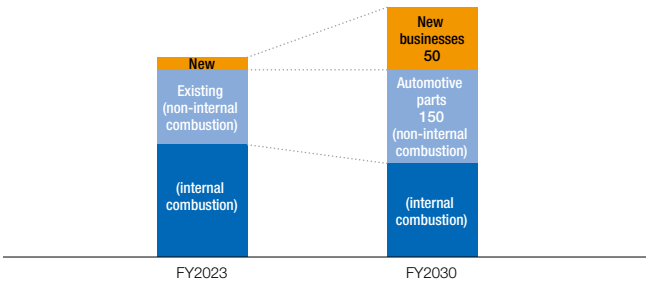 New
Existing
(non-internal
combustion)
(internal
combustion)
FY2023
New
businesses
50
Automotive
parts
150
(non-internal
combustion)
(internal
combustion)
FY2030